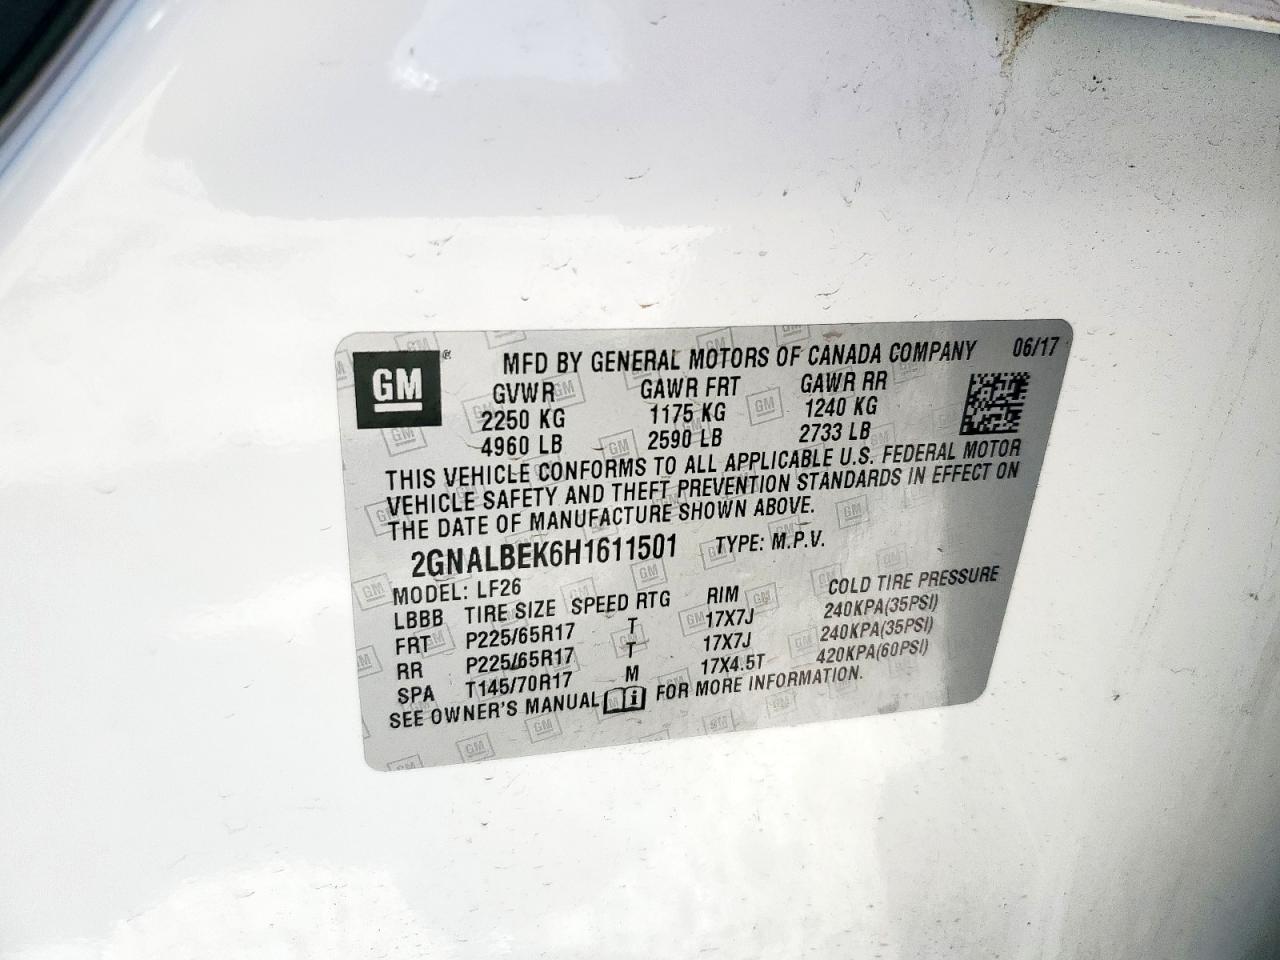 GM ® MFD BY GENERAL MOTORS OF CANADA COMPANY 06/17
GVWR GAWR FRT GAWR RR
2250 KG 1175 KG 1240 KG
4960 LB 2590 LB 2733 LB
THIS VEHICLE CONFORMS TO ALL APPLICABLE U.S. FEDERAL MOTOR
VEHICLE SAFETY AND THEFT PREVENTION STANDARDS IN EFFECT ON
THE DATE OF MANUFACTURE SHOWN ABOVE.
2GNALBEK6H1611501 TYPE: M.P.V.
MODEL: LF26
LBBB TIRE SIZE SPEED RTG RIM COLD TIRE PRESSURE
FRT P225/65R17 T 17X7J 240KPA(35PSI)
RR P225/65R17 T 17X7J 240KPA(35PSI)
SPA T145/70R17 M 17X4.5T 420KPA(60PSI)
SEE OWNER'S MANUAL FOR MORE INFORMATION.